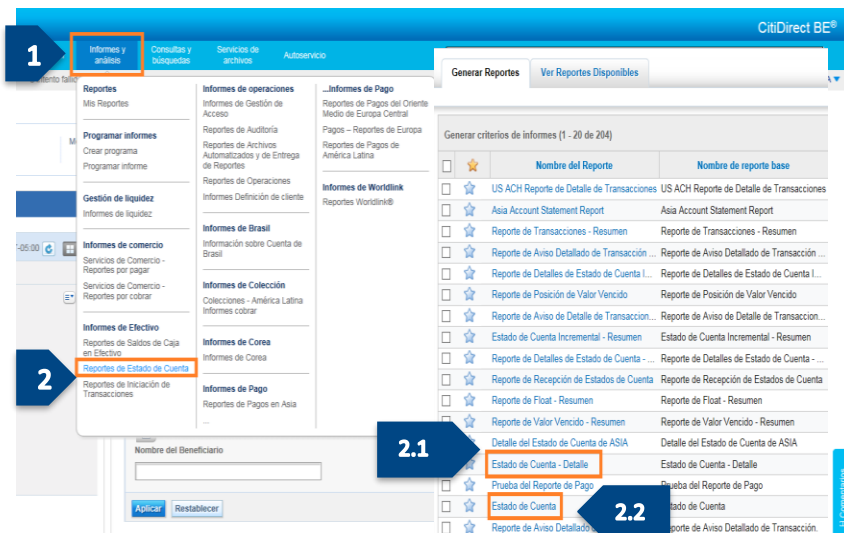 CitiDirect BE®
1
Informes y análisis
Consultas y búsquedas
Servicios de archivos
Autoservicio
Reportes
Mis Reportes
Programar informes
Crear programa
Programar informe
Gestión de liquidez
Informes de liquidez
Informes de comercio
Servicios de Comercio -
Reportes por pagar
Servicios de Comercio -
Reportes por cobrar
Informes de Efectivo
Reportes de Saldos de Caja
en Efectivo
2
Reportes de Estado de Cuenta
Reportes de Iniciación de
Transacciones
Informes de operaciones
Informes de Gestión de
Acceso
Reportes de Auditoría
Reportes de Archivos
Automatizados y de Entrega
de Reportes
Reportes de Operaciones
Informes Definición de cliente
Informes de Brasil
Información sobre Cuenta de
Brasil
Informes de Colección
Colecciones - América Latina
Informes cobrar
Informes de Corea
Informes de Corea
Informes de Pago
Reportes de Pagos en Asia
...
...Informes de Pago
Reportes de Pagos del Oriente
Medio de Europa Central
Pagos – Reportes de Europa
Reportes de Pagos de
América Latina
Informes de Worldlink
Reportes Worldlink®
-05:00
Nombre del Beneficiario
Aplicar
Restablecer
Generar Reportes
Ver Reportes Disponibles
Generar criterios de informes (1 - 20 de 204)
Nombre del Reporte
Nombre de reporte base
US ACH Reporte de Detalle de Transacciones US ACH Reporte de Detalle de Transacciones
Asia Account Statement Report Asia Account Statement Report
Reporte de Transacciones - Resumen Reporte de Transacciones - Resumen
Reporte de Aviso Detallado de Transacción ... Reporte de Aviso Detallado de Transacción ...
Reporte de Detalles de Estado de Cuenta I... Reporte de Detalles de Estado de Cuenta I...
Reporte de Posición de Valor Vencido Reporte de Posición de Valor Vencido
Reporte de Aviso de Detalle de Transaccion... Reporte de Aviso de Detalle de Transaccion...
Estado de Cuenta Incremental - Resumen Estado de Cuenta Incremental - Resumen
Reporte de Detalles de Estado de Cuenta - ... Reporte de Detalles de Estado de Cuenta - ...
Reporte de Recepción de Estados de Cuenta Reporte de Recepción de Estados de Cuenta
Reporte de Float - Resumen Reporte de Float - Resumen
Reporte de Valor Vencido - Resumen Reporte de Valor Vencido - Resumen
2.1
Detalle del Estado de Cuenta de ASIA Detalle del Estado de Cuenta de ASIA
Estado de Cuenta - Detalle Estado de Cuenta - Detalle
Prueba del Reporte de Pago Prueba del Reporte de Pago
Estado de Cuenta tado de Cuenta
2.2
Reporte de Aviso Detallado porte de Aviso Detallado de Transacción.